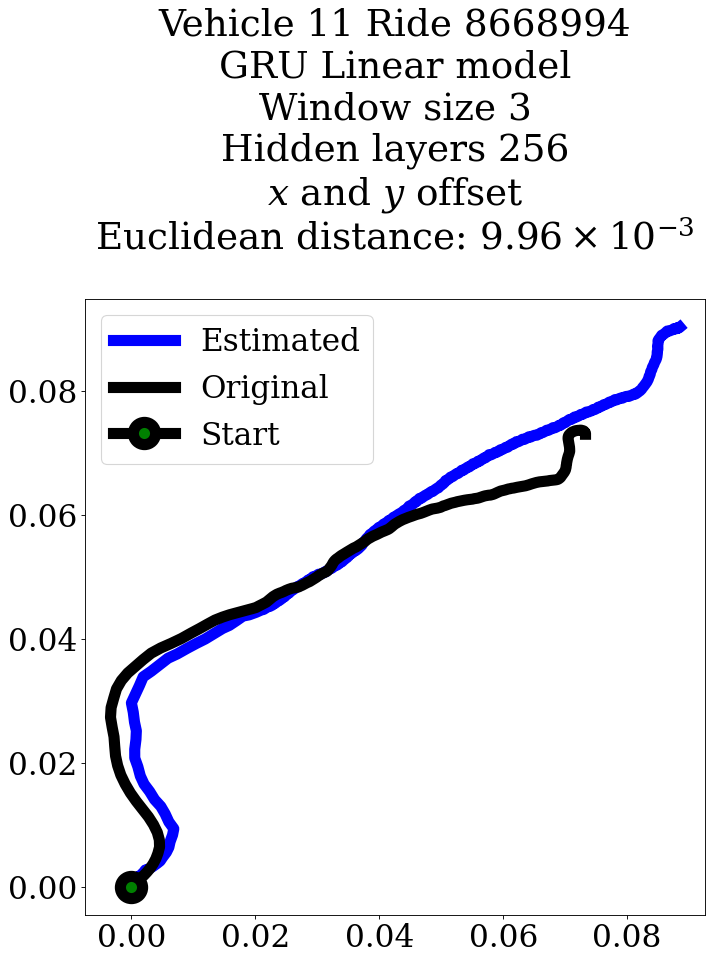 Vehicle 11 Ride 8668994
GRU Linear model
Window size 3
Hidden layers 256
x and y offset
Euclidean distance: 9.96 × 10⁻³
Estimated
Original
Start
0.08
0.06
0.04
0.02
0.00
0.00 0.02 0.04 0.06 0.08